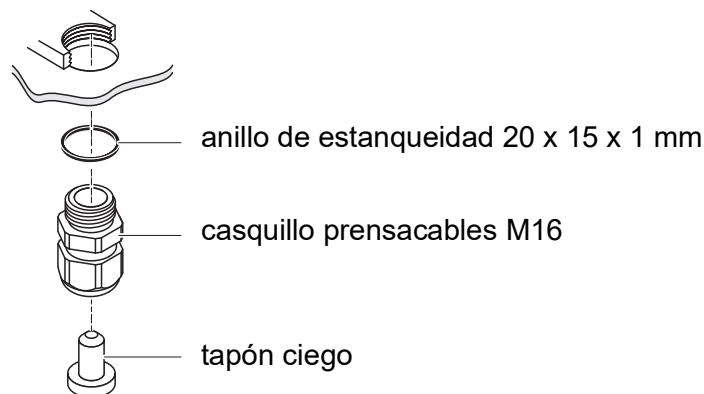 anillo de estanqueidad 20 x 15 x 1 mm
casquillo prensacables M16
tapón ciego